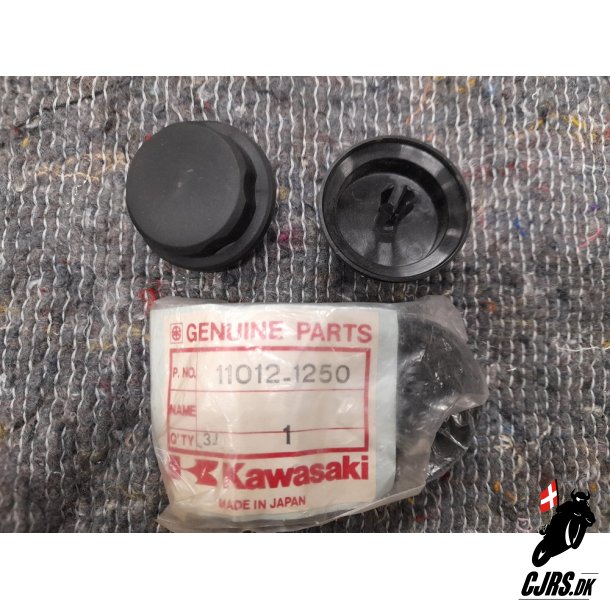 GENUINE PARTS
P. NO. 11012-1250
NAME
Q'TY 3J 1
Kawasaki
MADE IN JAPAN
CJRS.DK